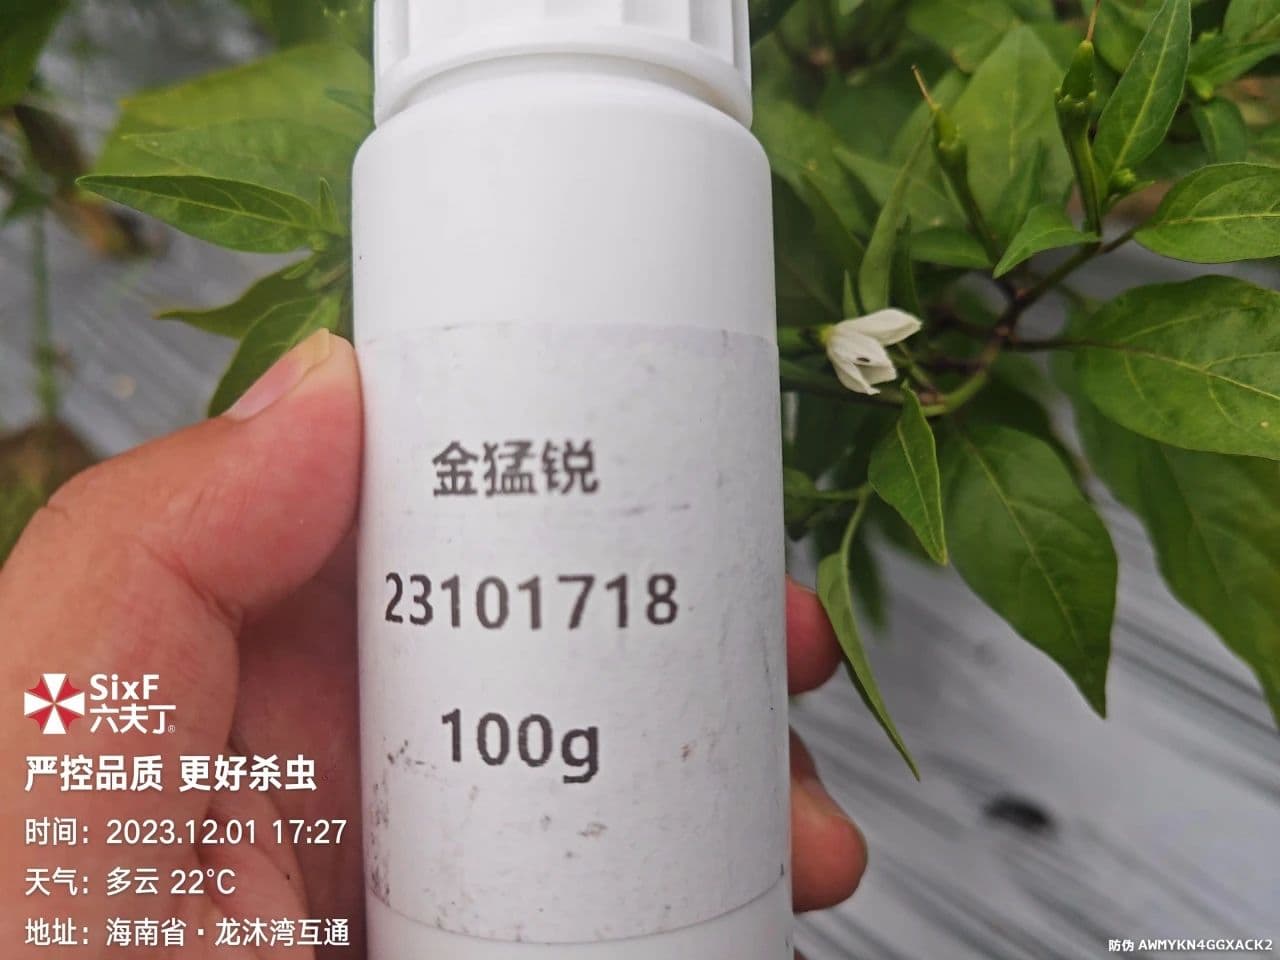 金猛锐
23101718
100g
SixF
六夫丁®
严控品质 更好杀虫
时间：2023.12.01 17:27
天气：多云 22℃
地址：海南省·龙沐湾互通
防伪 AWMYKN4GGXACK2